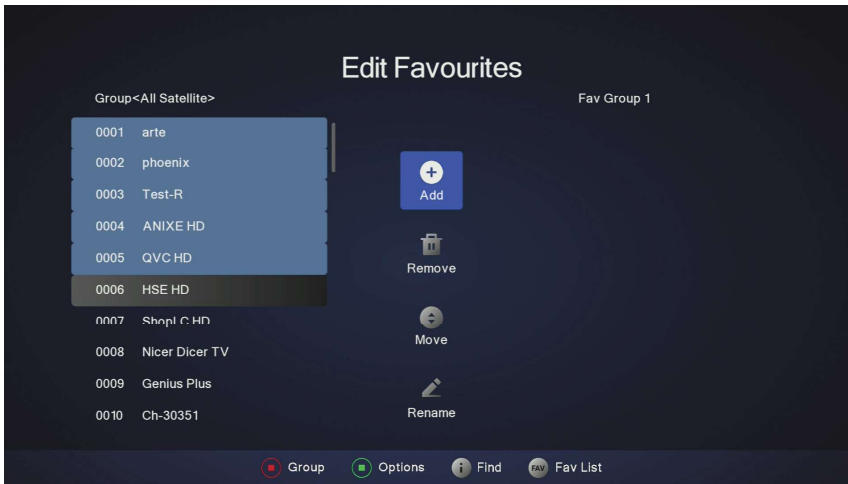 Edit Favourites
Group<All Satellite>
Fav Group 1
0001 arte
0002 phoenix
0003 Test-R
0004 ANIXE HD
0005 QVC HD
0006 HSE HD
0007 ShopLC HD
0008 Nicer Dicer TV
0009 Genius Plus
0010 Ch-30351
Add
Remove
Move
Rename
Group
Options
i Find
FAV Fav List